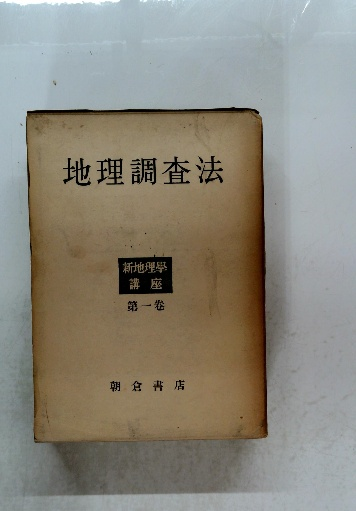 地理調査法
新地理學
講座
第一巻
朝倉書店